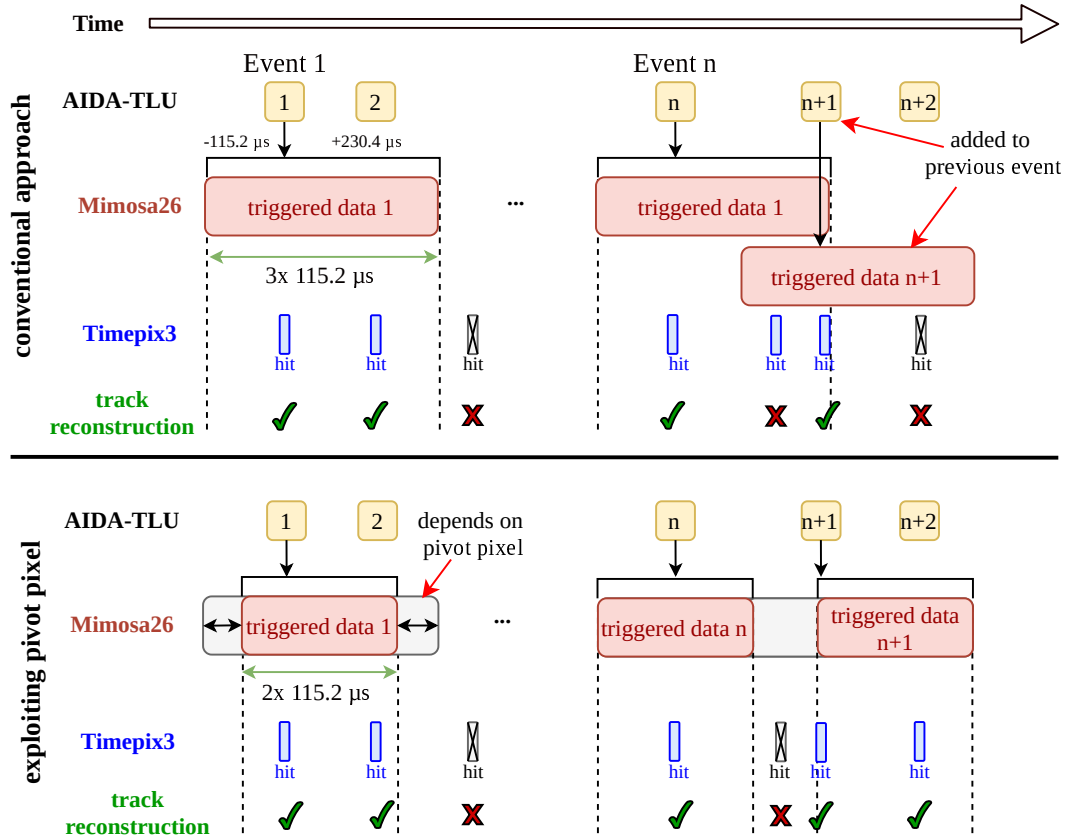 Time
Event 1
Event n
conventional approach
AIDA-TLU
1
2
n
n+1
n+2
-115.2 µs
+230.4 µs
added to
previous event
Mimosa26
triggered data 1
...
triggered data 1
triggered data n+1
3x 115.2 µs
Timepix3
hit
hit
hit
hit
hit
hit
hit
track
reconstruction
exploiting pivot pixel
AIDA-TLU
1
2
n
n+1
n+2
depends on
pivot pixel
Mimosa26
triggered data 1
...
triggered data n
triggered data
n+1
2x 115.2 µs
Timepix3
hit
hit
hit
hit
hit
hit
hit
track
reconstruction